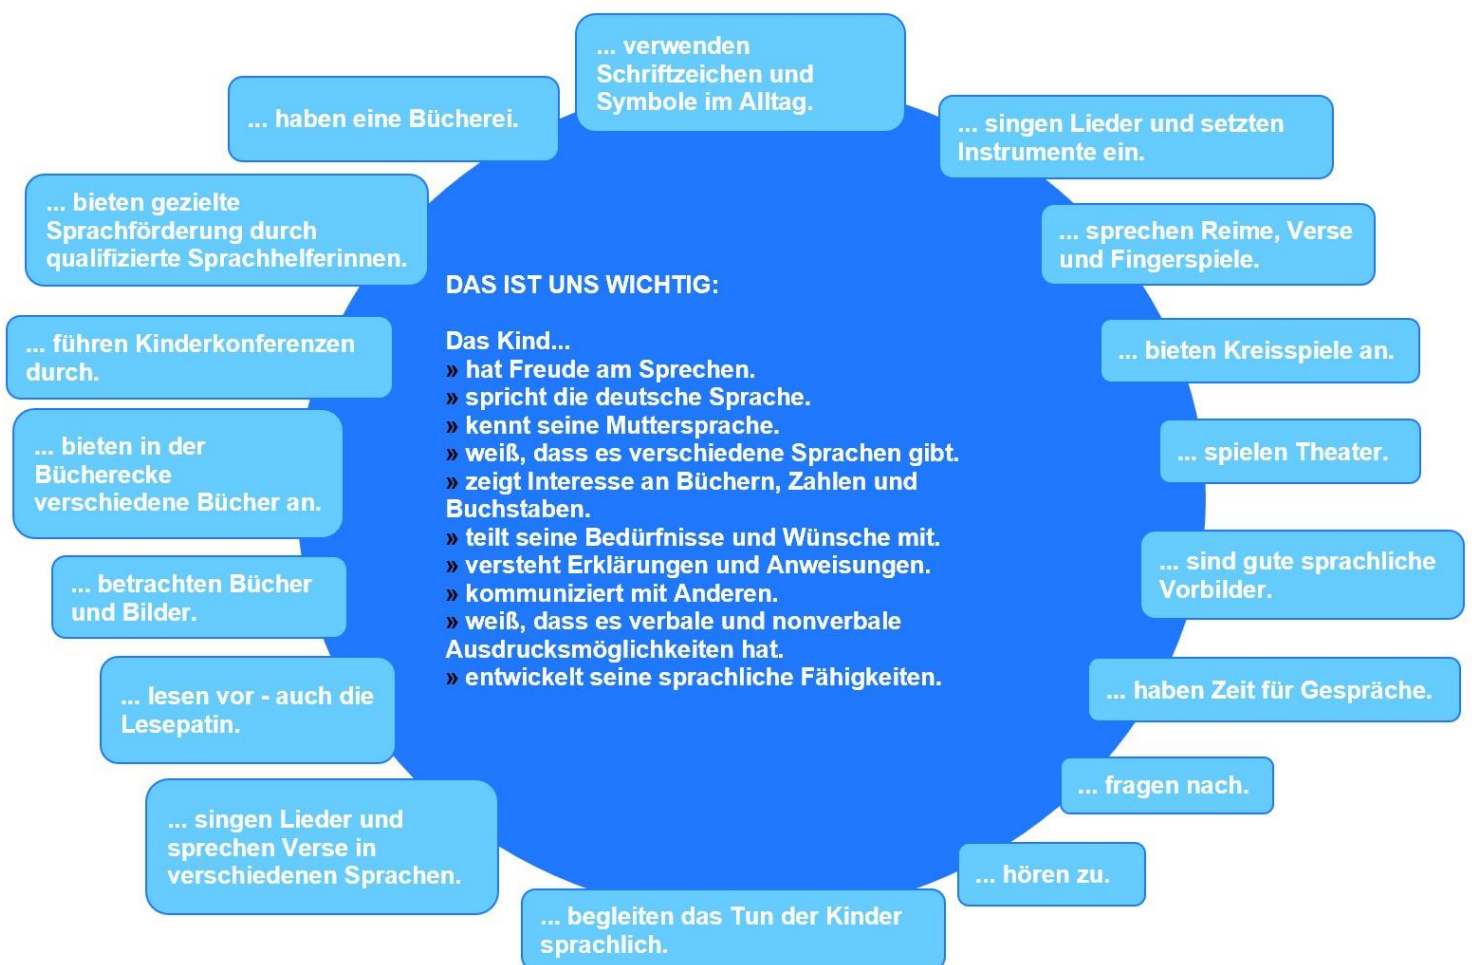 ... verwenden
Schriftzeichen und
Symbole im Alltag.
... haben eine Bücherei.
... singen Lieder und setzten
Instrumente ein.
... bieten gezielte
Sprachförderung durch
qualifizierte Sprachhelferinnen.
... sprechen Reime, Verse
und Fingerspiele.
DAS IST UNS WICHTIG:
Das Kind...
» hat Freude am Sprechen.
» spricht die deutsche Sprache.
» kennt seine Muttersprache.
» weiß, dass es verschiedene Sprachen gibt.
» zeigt Interesse an Büchern, Zahlen und
Buchstaben.
» teilt seine Bedürfnisse und Wünsche mit.
» versteht Erklärungen und Anweisungen.
» kommuniziert mit Anderen.
» weiß, dass es verbale und nonverbale
Ausdrucksmöglichkeiten hat.
» entwickelt seine sprachliche Fähigkeiten.
... führen Kinderkonferenzen
durch.
... bieten Kreisspiele an.
... bieten in der
Bücherecke
verschiedene Bücher an.
... spielen Theater.
... betrachten Bücher
und Bilder.
... sind gute sprachliche
Vorbilder.
... lesen vor - auch die
Lesepatin.
... haben Zeit für Gespräche.
... fragen nach.
... singen Lieder und
sprechen Verse in
verschiedenen Sprachen.
... hören zu.
... begleiten das Tun der Kinder
sprachlich.